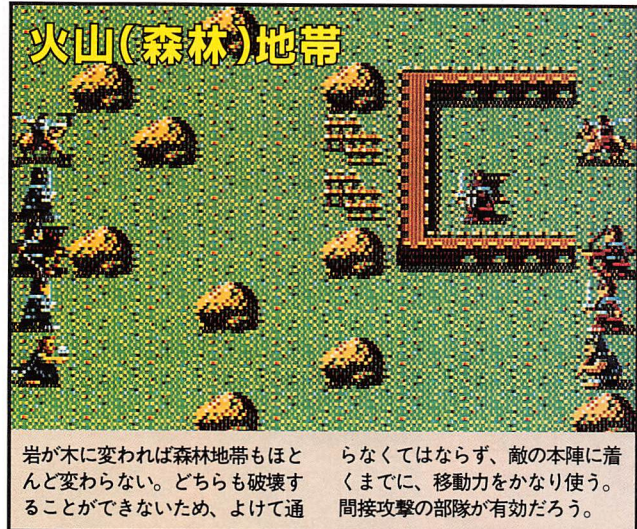 火山(森林)地帯
岩が木に変われば森林地帯もほと
んど変わらない。どちらも破壊す
ることができないため、よけて通
らなくてはならず、敵の本陣に着
くまでに、移動力をかなり使う。
間接攻撃の部隊が有効だろう。